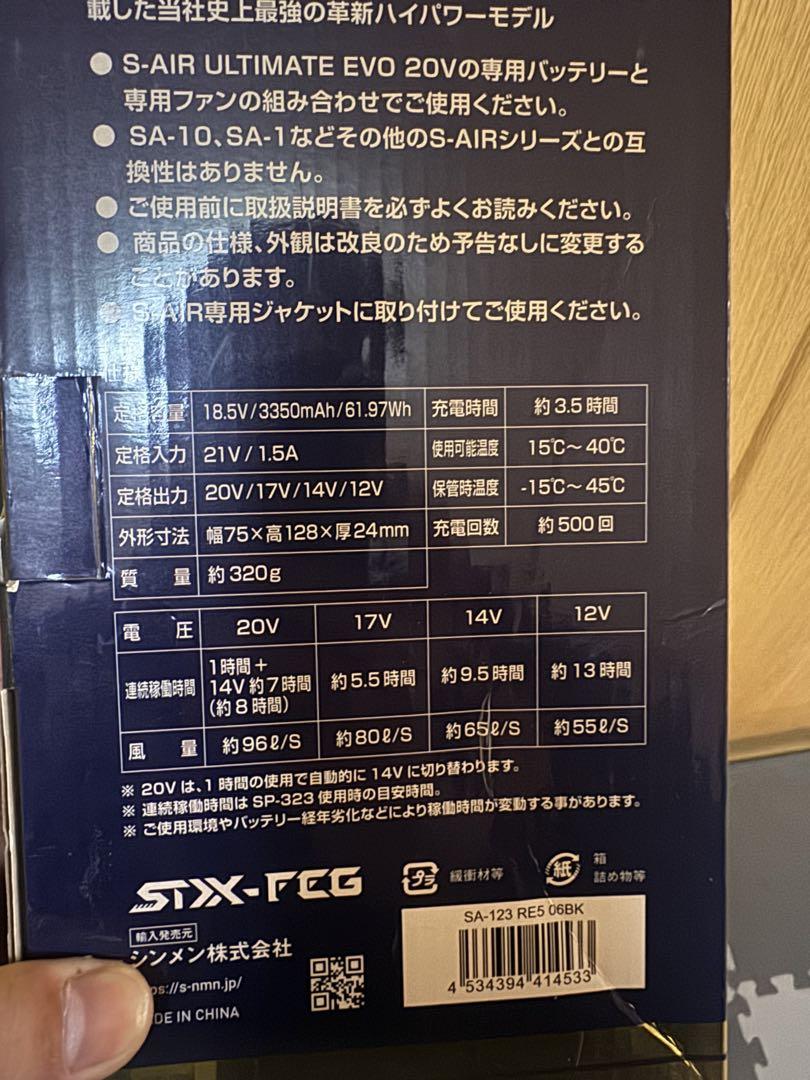 載した当社史上最強の革新ハイパワーモデル
● S-AIR ULTIMATE EVO 20Vの専用バッテリーと
専用ファンの組み合わせでご使用ください。
● SA-10、SA-1などその他のS-AIRシリーズとの互
換性はありません。
● ご使用前に取扱説明書を必ずよくお読みください。
● 商品の仕様、外観は改良のため予告なしに変更する
ことがあります。
● S-AIR専用ジャケットに取り付けてご使用ください。
仕様
定格容量 18.5V/3350mAh/61.97Wh 充電時間 約3.5時間
定格入力 21V/1.5A 使用可能温度 15℃〜40℃
定格出力 20V/17V/14V/12V 保管時温度 -15℃〜45℃
外形寸法 幅75×高128×厚24mm 充電回数 約500回
質量 約320g
電圧 20V 17V 14V 12V
連続稼働時間 1時間+ 14V 約7時間 (約8時間) 約5.5時間 約9.5時間 約13時間
風量 約96ℓ/S 約80ℓ/S 約65ℓ/S 約55ℓ/S
※ 20Vは、1時間の使用で自動的に14Vに切り替わります。
※ 連続稼働時間はSP-323使用時の目安時間。
※ ご使用環境やバッテリー経年劣化などにより稼働時間が変動する事があります。
プラ 緩衝材等
紙 箱
詰め物等
SA-123 RE5 06BK
4 534394 414533
輸入発売元
シンメン株式会社
ps://s-nmn.jp/
DE IN CHINA